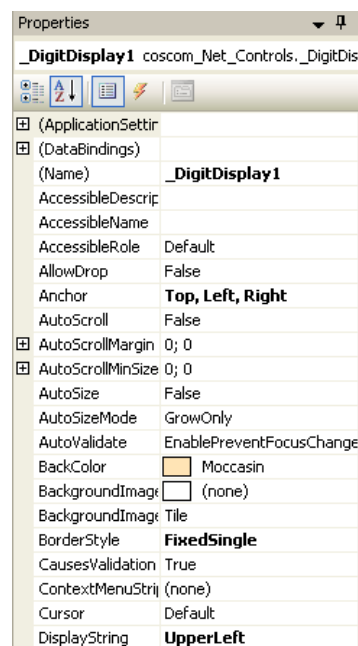 Properties
_DigitDisplay1 coscom_Net_Controls._DigitDis
(ApplicationSettin
(DataBindings)
(Name) _DigitDisplay1
AccessibleDescrip
AccessibleName
AccessibleRole Default
AllowDrop False
Anchor Top, Left, Right
AutoScroll False
AutoScrollMargin 0; 0
AutoScrollMinSize 0; 0
AutoSize False
AutoSizeMode GrowOnly
AutoValidate EnablePreventFocusChange
BackColor Moccasin
BackgroundImage (none)
BackgroundImage Tile
BorderStyle FixedSingle
CausesValidation True
ContextMenuStri (none)
Cursor Default
DisplayString UpperLeft